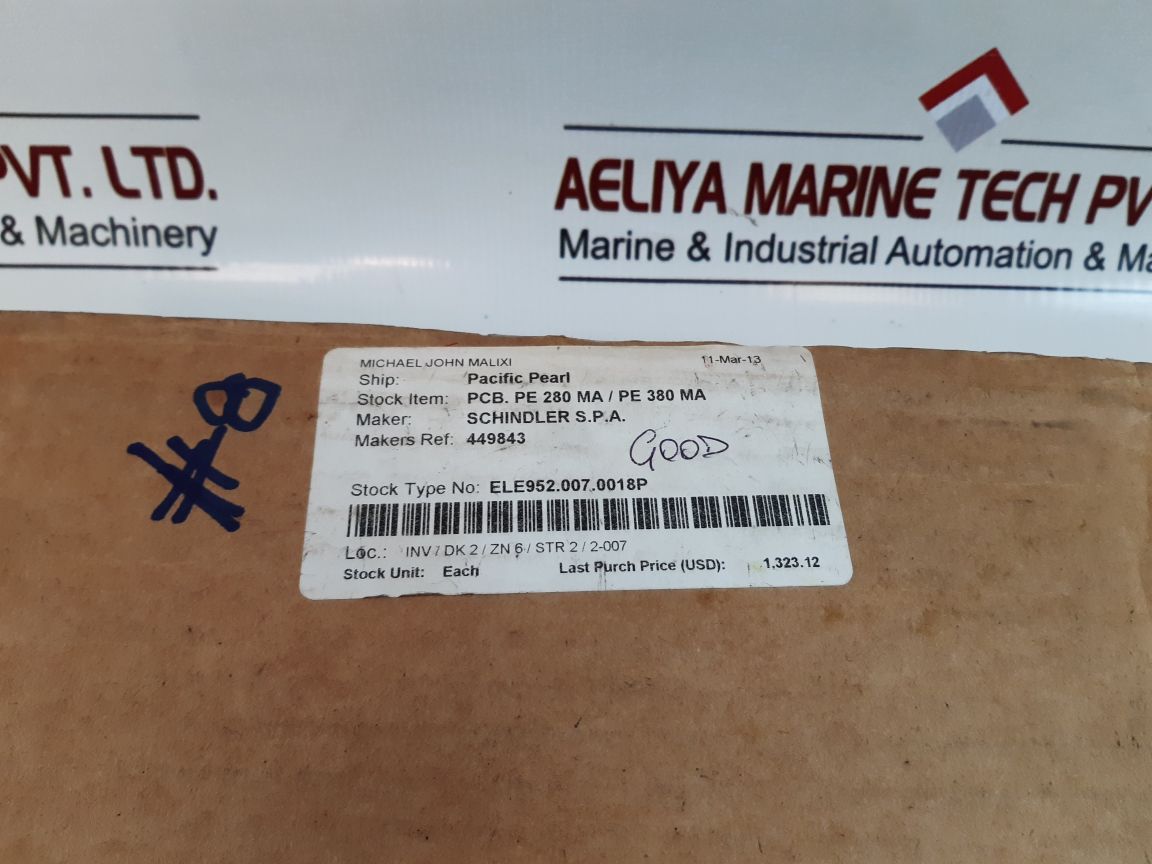 PVT. LTD.
& Machinery
AELIYA MARINE TECH PV
Marine & Industrial Automation & Ma
#8
MICHAEL JOHN MALIXI 11-Mar-13
Ship: Pacific Pearl
Stock Item: PCB. PE 280 MA / PE 380 MA
Maker: SCHINDLER S.P.A.
Makers Ref: 449843
GOOD
Stock Type No: ELE952.007.0018P
Loc.: INV / DK 2 / ZN 6 / STR 2 / 2-007
Stock Unit: Each Last Purch Price (USD): 1,323.12